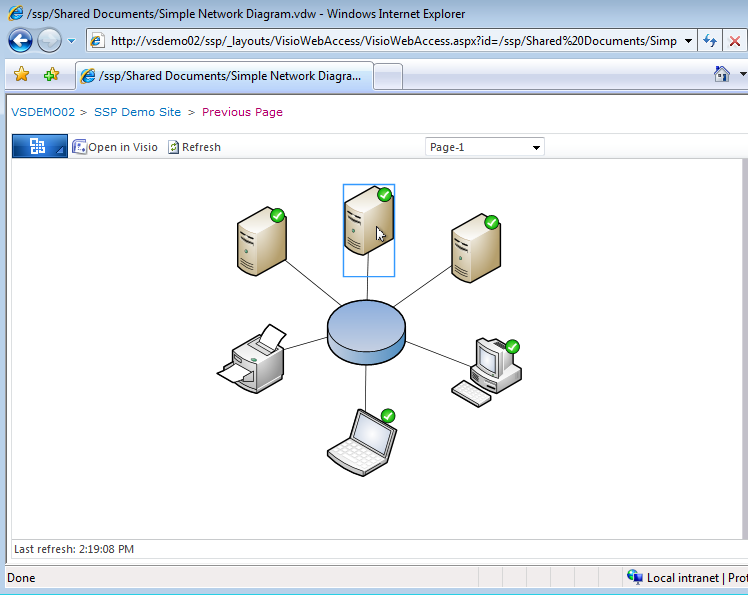 /ssp/Shared Documents/Simple Network Diagram.vdw - Windows Internet Explorer
http://vsdemo02/ssp/_layouts/VisioWebAccess/VisioWebAccess.aspx?id=/ssp/Shared%20Documents/Simp
/ssp/Shared Documents/Simple Network Diagra...
VSDEMO02 > SSP Demo Site > Previous Page
Open in Visio Refresh Page-1
Last refresh: 2:19:08 PM
Done Local intranet | Prot